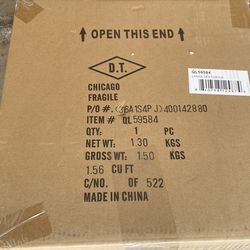 OPEN THIS END
D.T.
CHICAGO
FRAGILE
ITEM # QL59584
QTY: 1 PC
NET WT: 1.30 KGS
GROSS WT: 1.50 KGS
1.56 CU FT
C/NO. OF 522
MADE IN CHINA
QL59584